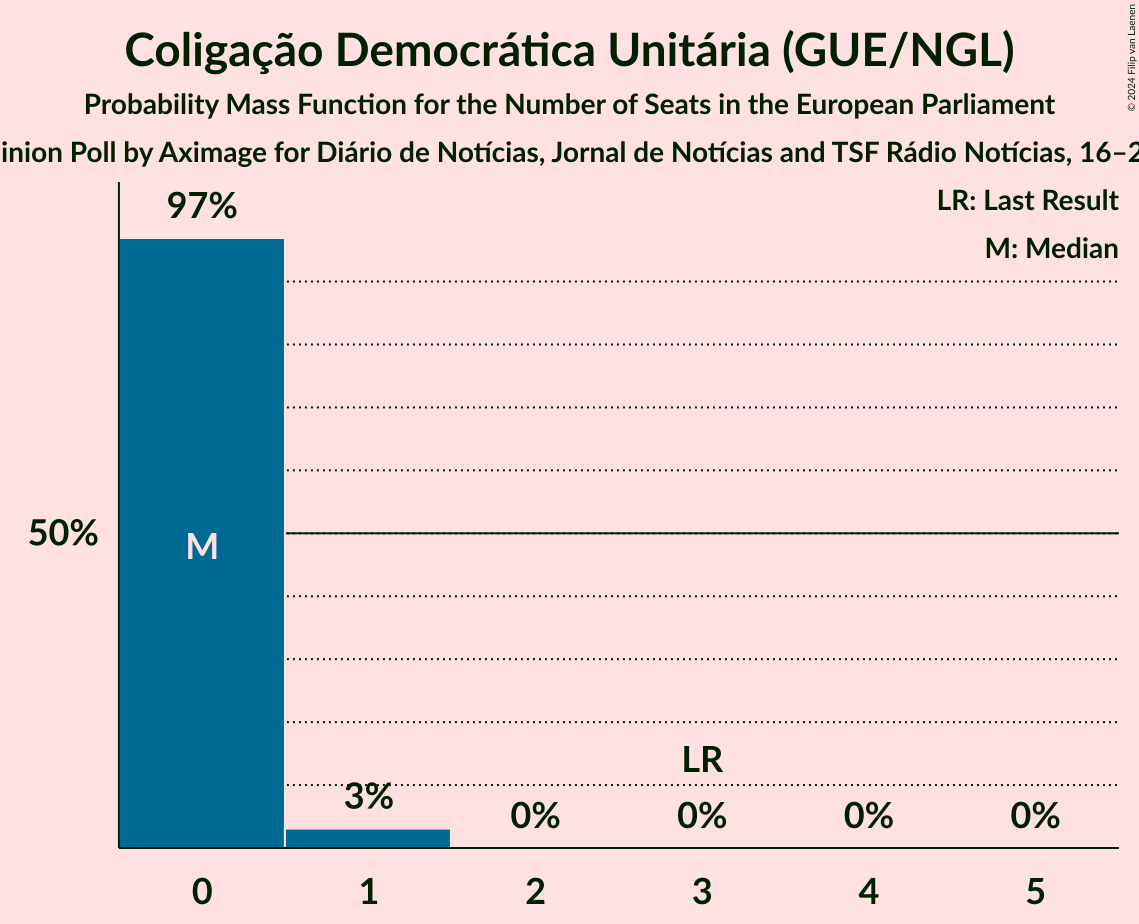 Coligação Democrática Unitária (GUE/NGL)
Probability Mass Function for the Number of Seats in the European Parliament
inion Poll by Aximage for Diário de Notícias, Jornal de Notícias and TSF Rádio Notícias, 16–2
© 2024 Filip van Laenen
LR: Last Result
M: Median
97%
50%
M
LR
3%
0%
0%
0%
0%
0 1 2 3 4 5